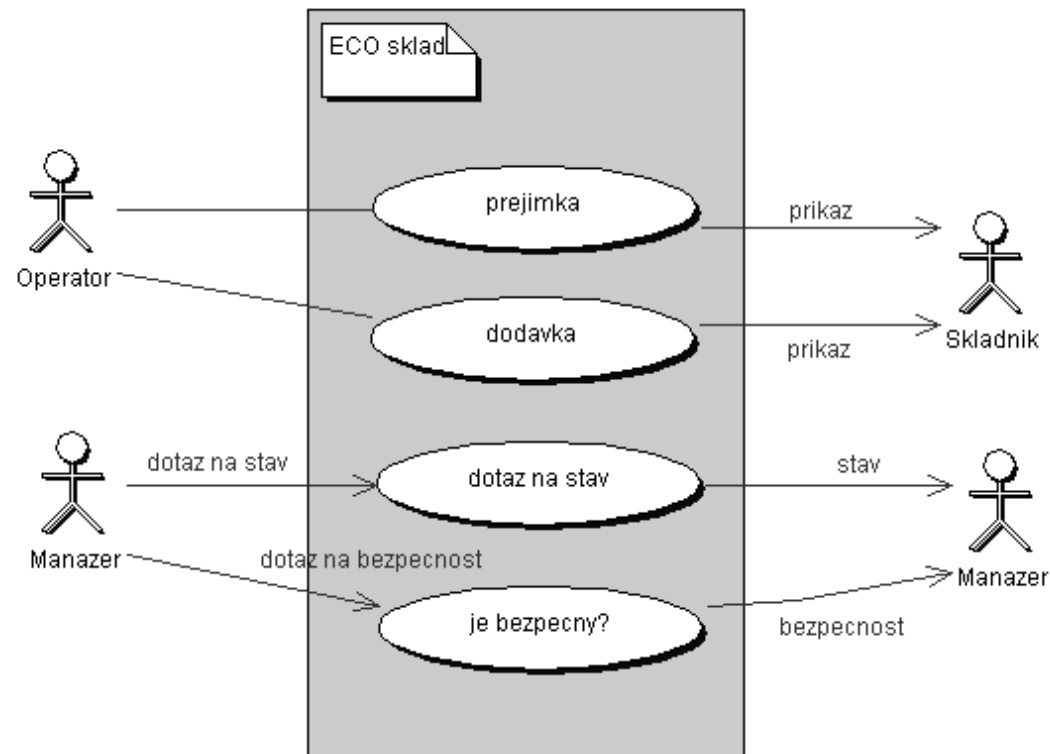 ECO sklad
prejimka
prikaz
Operator
dodavka
prikaz
Skladnik
dotaz na stav
dotaz na stav
stav
Manazer
dotaz na bezpecnost
je bezpecny?
bezpecnost
Manazer